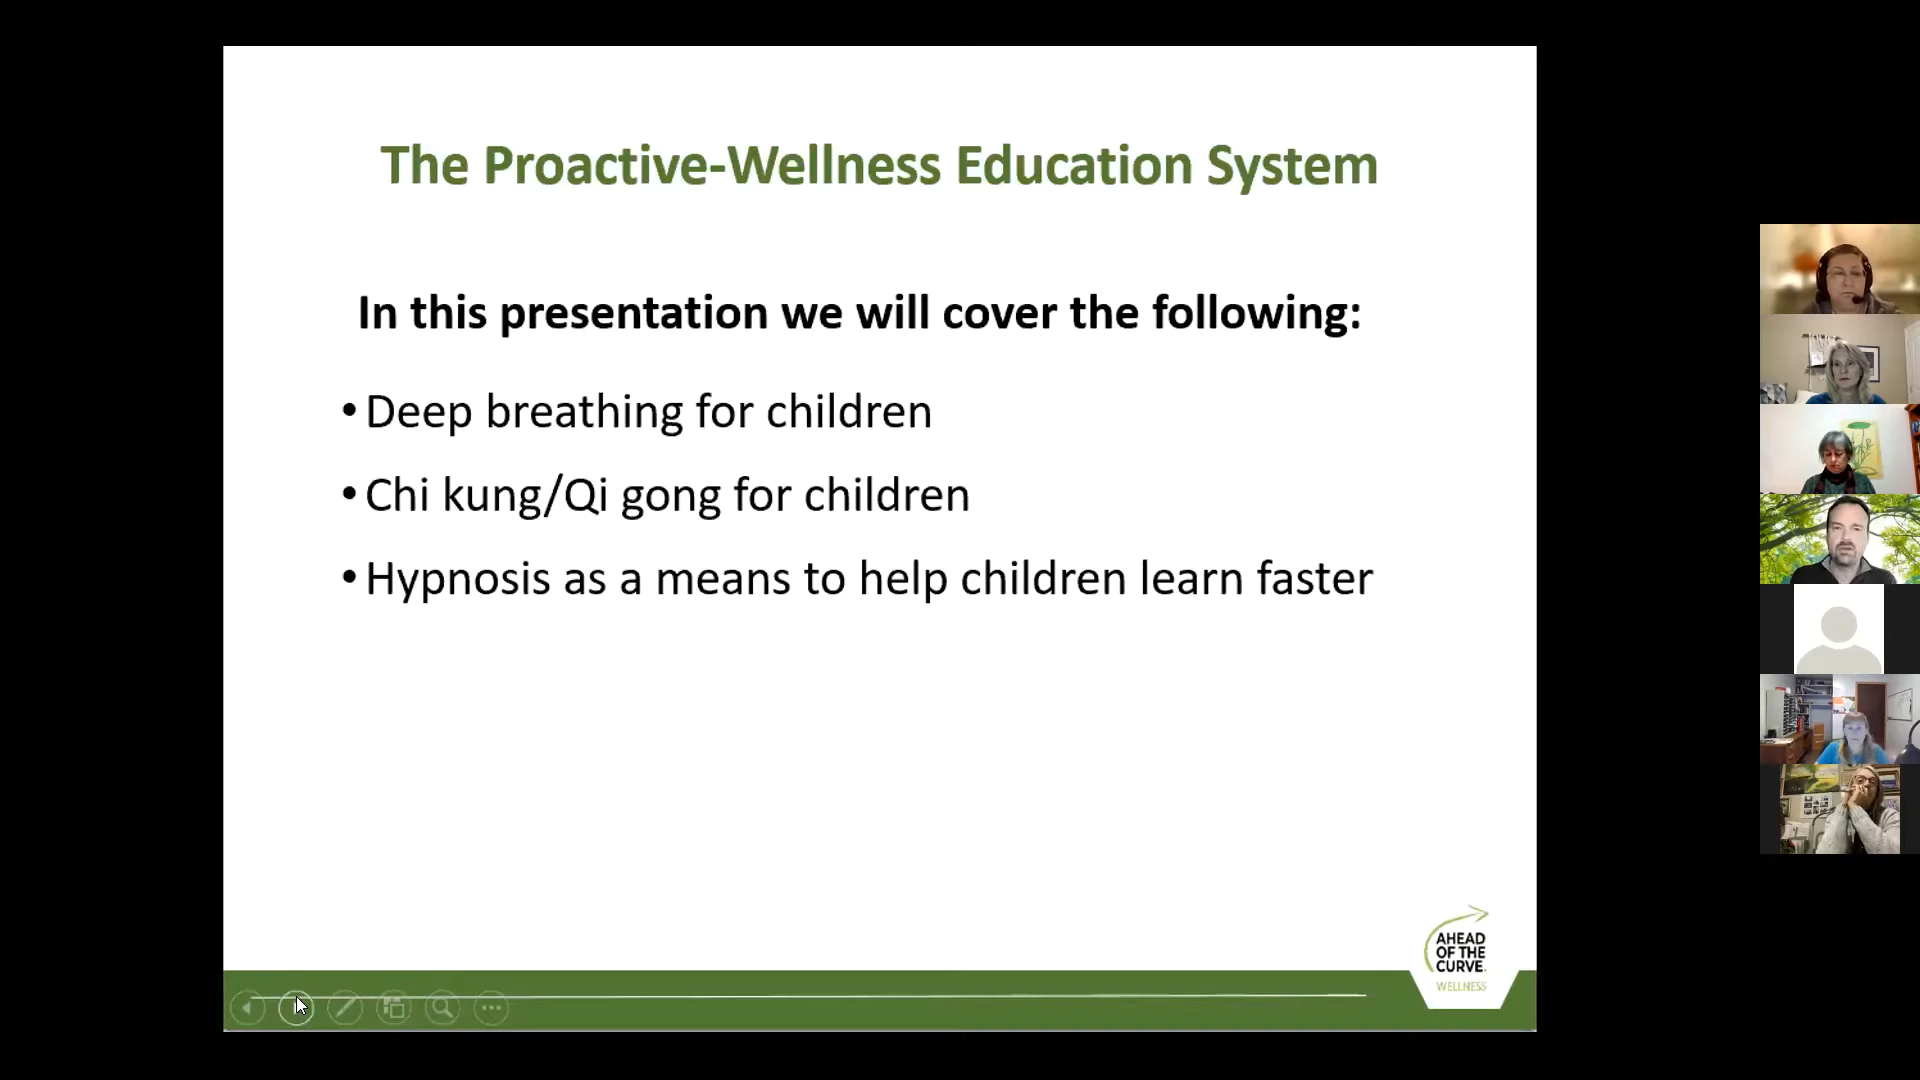 The Proactive-Wellness Education System
In this presentation we will cover the following:
• Deep breathing for children
• Chi kung/Qi gong for children
• Hypnosis as a means to help children learn faster
AHEAD
OF THE
CURVE.
WELLNESS